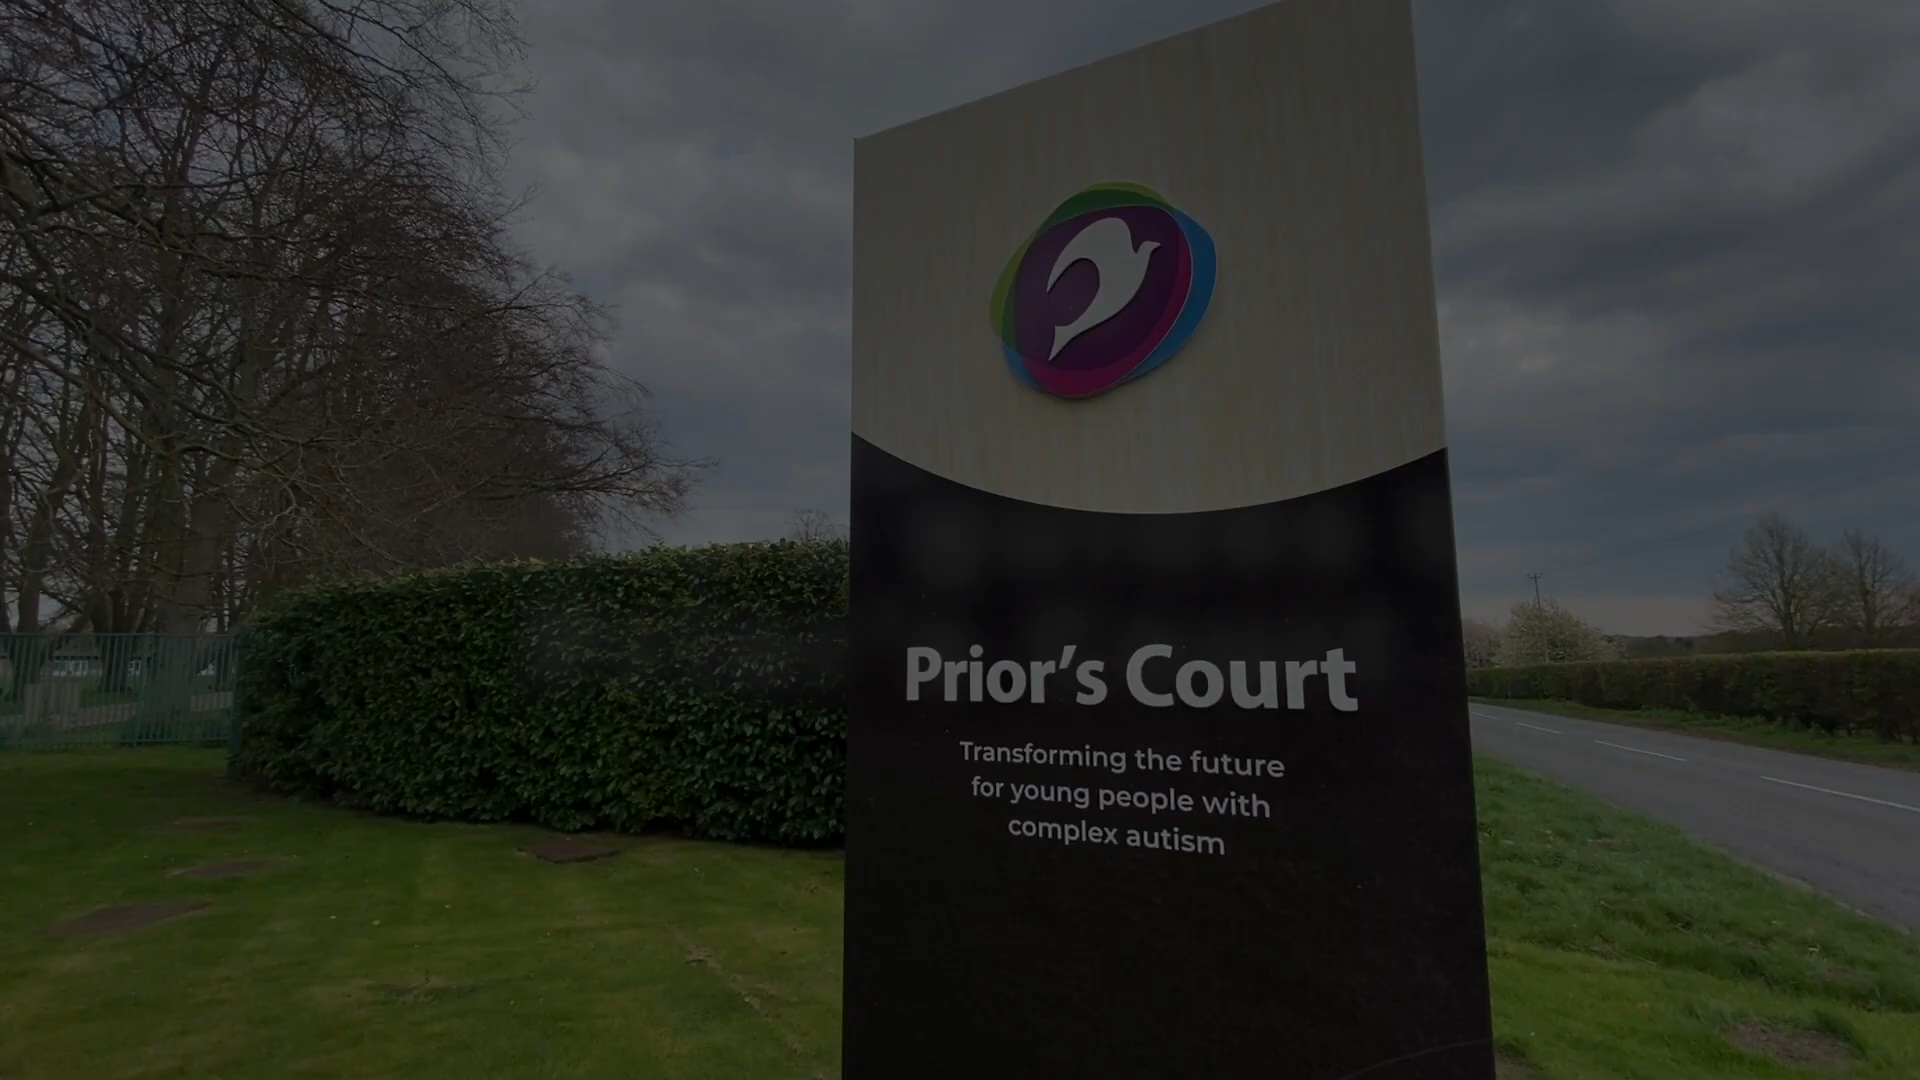 Prior's Court
Transforming the future
for young people with
complex autism